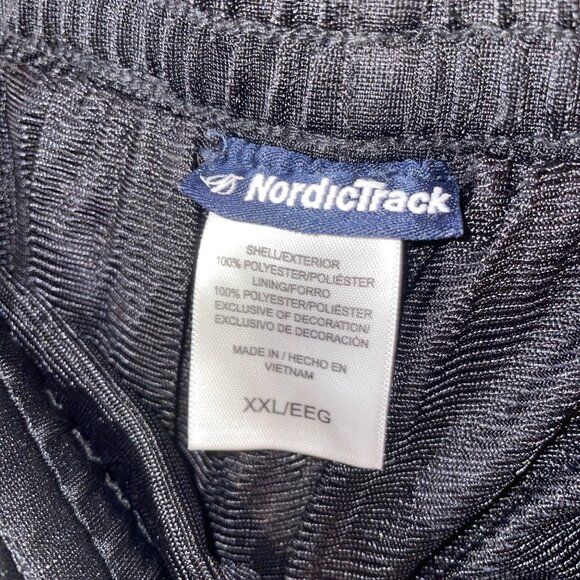 NordicTrack
SHELL/EXTERIOR
100% POLYESTER/POLIÉSTER
LINING/FORRO
100% POLYESTER/POLIÉSTER
EXCLUSIVE OF DECORATION/
EXCLUSIVO DE DECORACIÓN
MADE IN / HECHO EN
VIETNAM
XXL/EEG